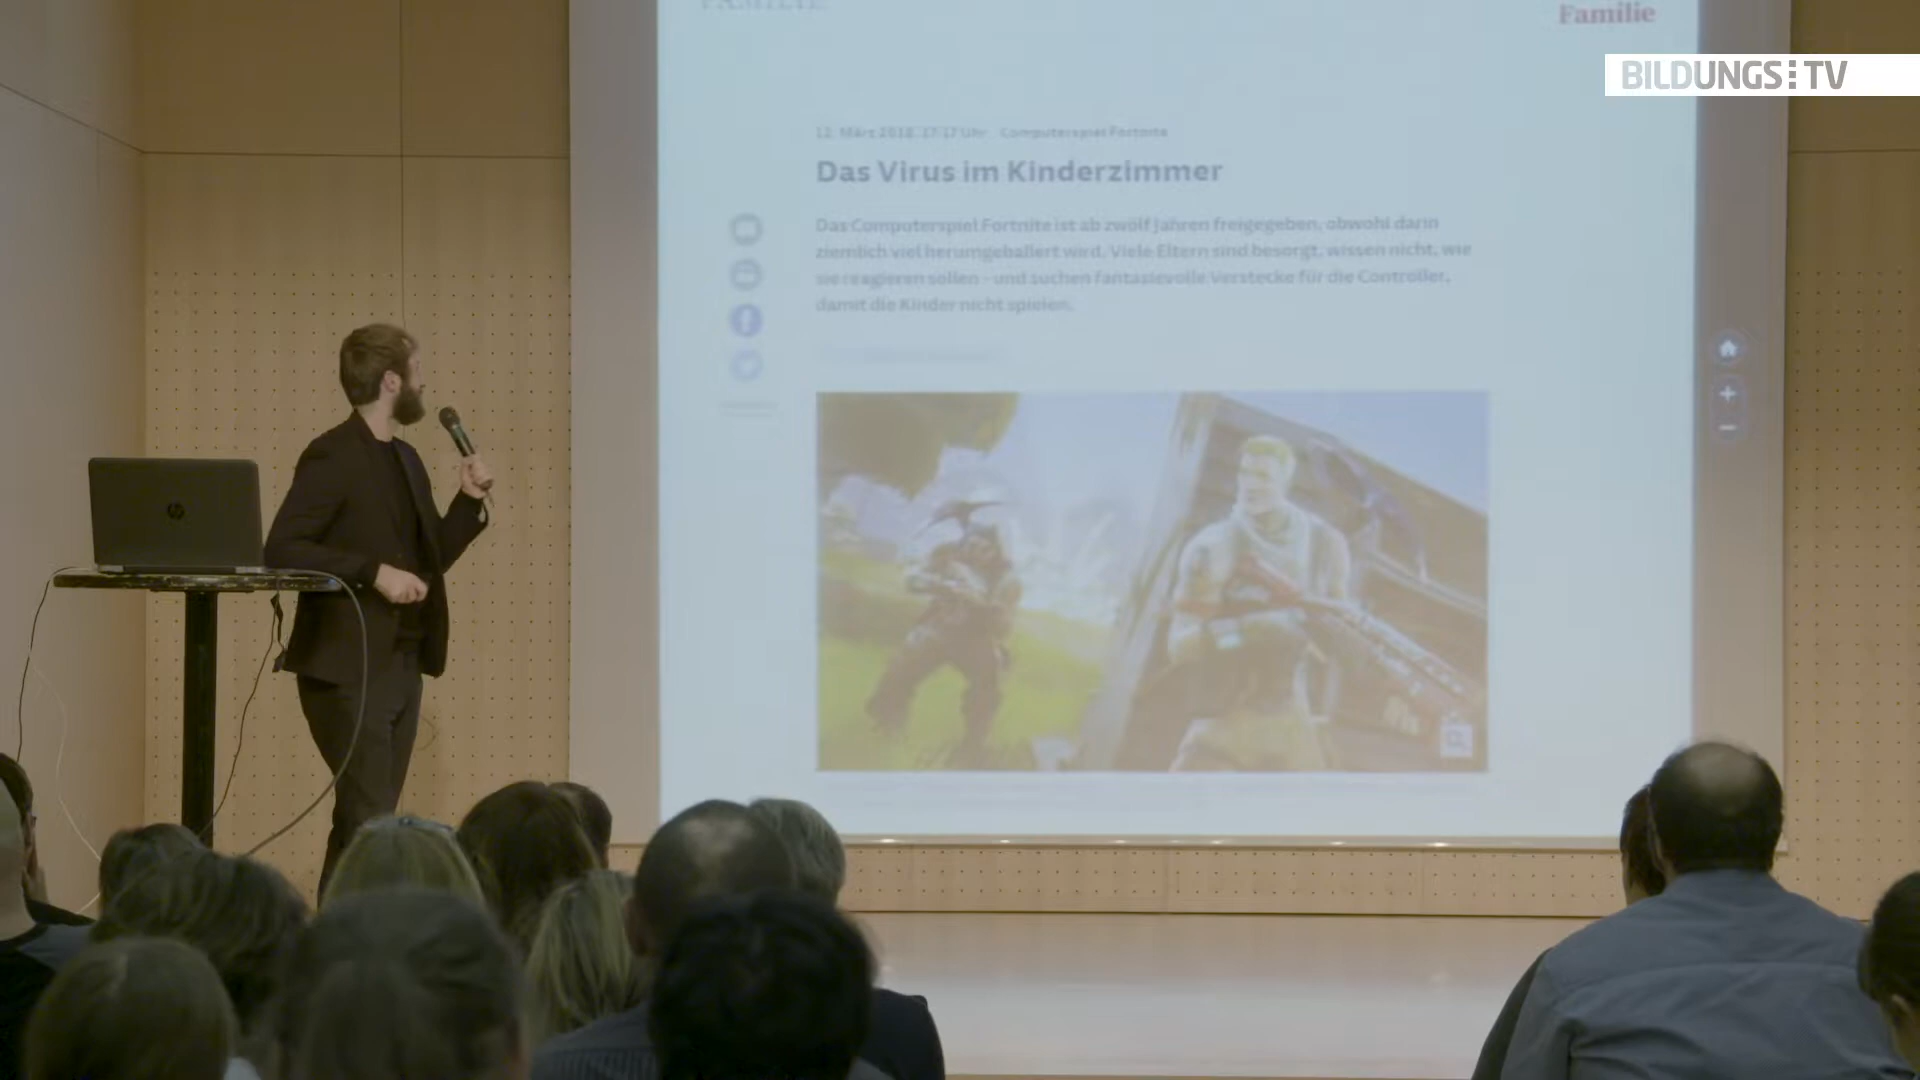 FAMILIE
Familie
BILDUNGS:TV
12. März 2018, 17:17 Uhr Computerspiel Fortnite
Das Virus im Kinderzimmer
Das Computerspiel Fortnite ist ab zwölf Jahren freigegeben, obwohl darin
ziemlich viel herumgeballert wird. Viele Eltern sind besorgt, wissen nicht, wie
sie reagieren sollen - und suchen fantasievolle Verstecke für die Controller,
damit die Kinder nicht spielen.
hp